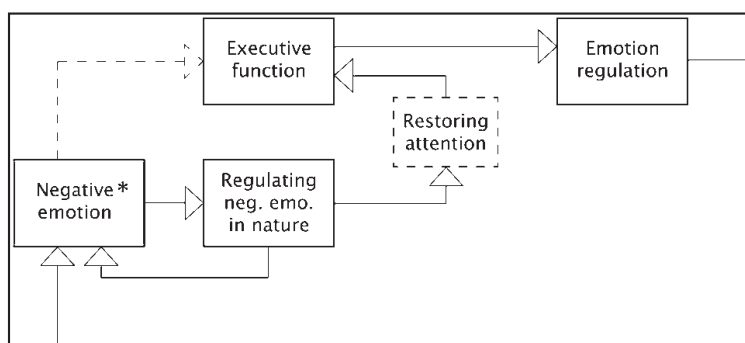 Executive
function
Emotion
regulation
Restoring
attention
Negative*
emotion
Regulating
neg. emo.
in nature